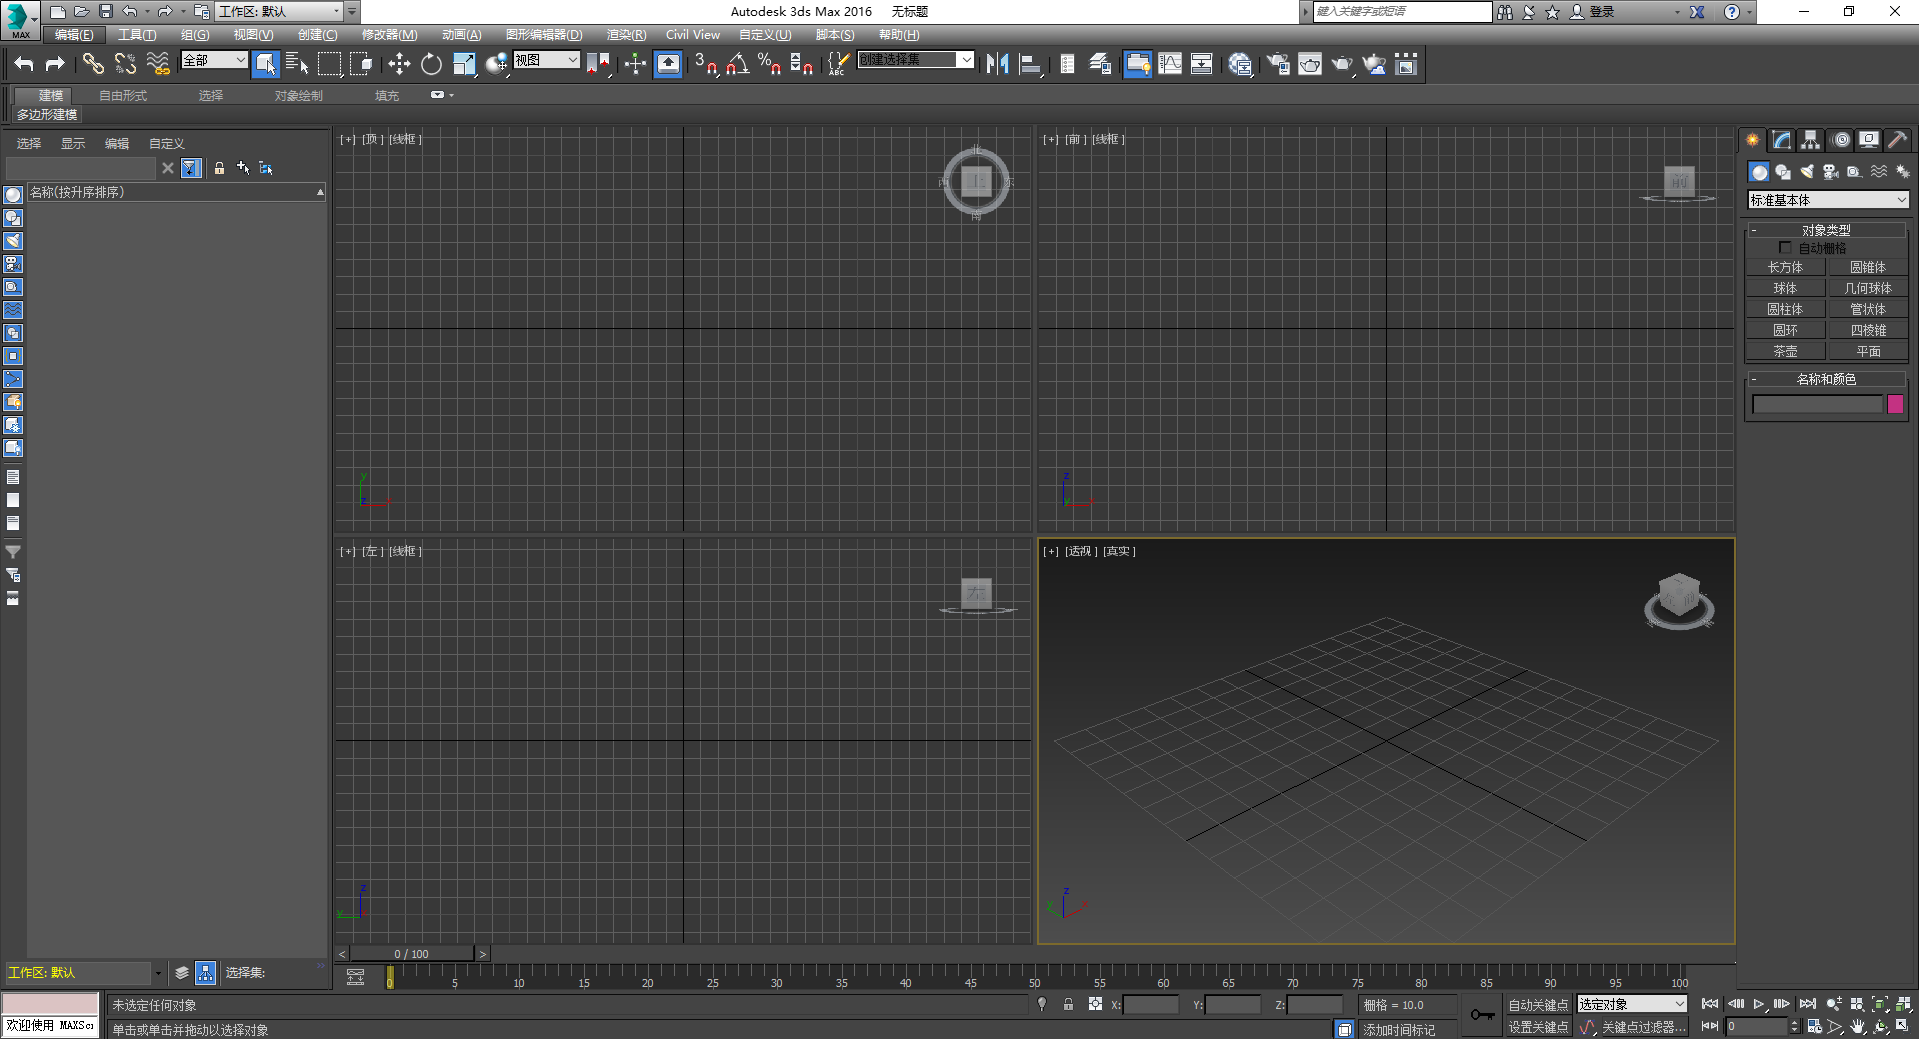 工作区: 默认
Autodesk 3ds Max 2016    无标题
键入关键字或短语
登录
MAX
编辑(E)
工具(T)
组(G)
视图(V)
创建(C)
修改器(M)
动画(A)
图形编辑器(D)
渲染(R)
Civil View
自定义(U)
脚本(S)
帮助(H)
全部
视图
3
%
ABC
创建选择集
建模
自由形式
选择
对象绘制
填充
多边形建模
选择
显示
编辑
自定义
名称(按升序排序)
[+] [顶] [线框]
北
西
上
东
南
y
z
x
[+] [前] [线框]
前
z
y
x
[+] [左] [线框]
左
z
y
[+] [透视] [真实]
z
y
x
标准基本体
- 对象类型
自动栅格
长方体 圆锥体
球体 几何球体
圆柱体 管状体
圆环 四棱锥
茶壶 平面
- 名称和颜色
< 0 / 100 >
工作区: 默认
选择集:
0 5 10 15 20 25 30 35 40 45 50 55 60 65 70 75 80 85 90 95 100
未选定任何对象
X:
Y:
Z:
栅格 = 10.0
自动关键点
选定对象
欢迎使用 MAXSc
单击或单击并拖动以选择对象
添加时间标记
设置关键点
关键点过滤器...
0